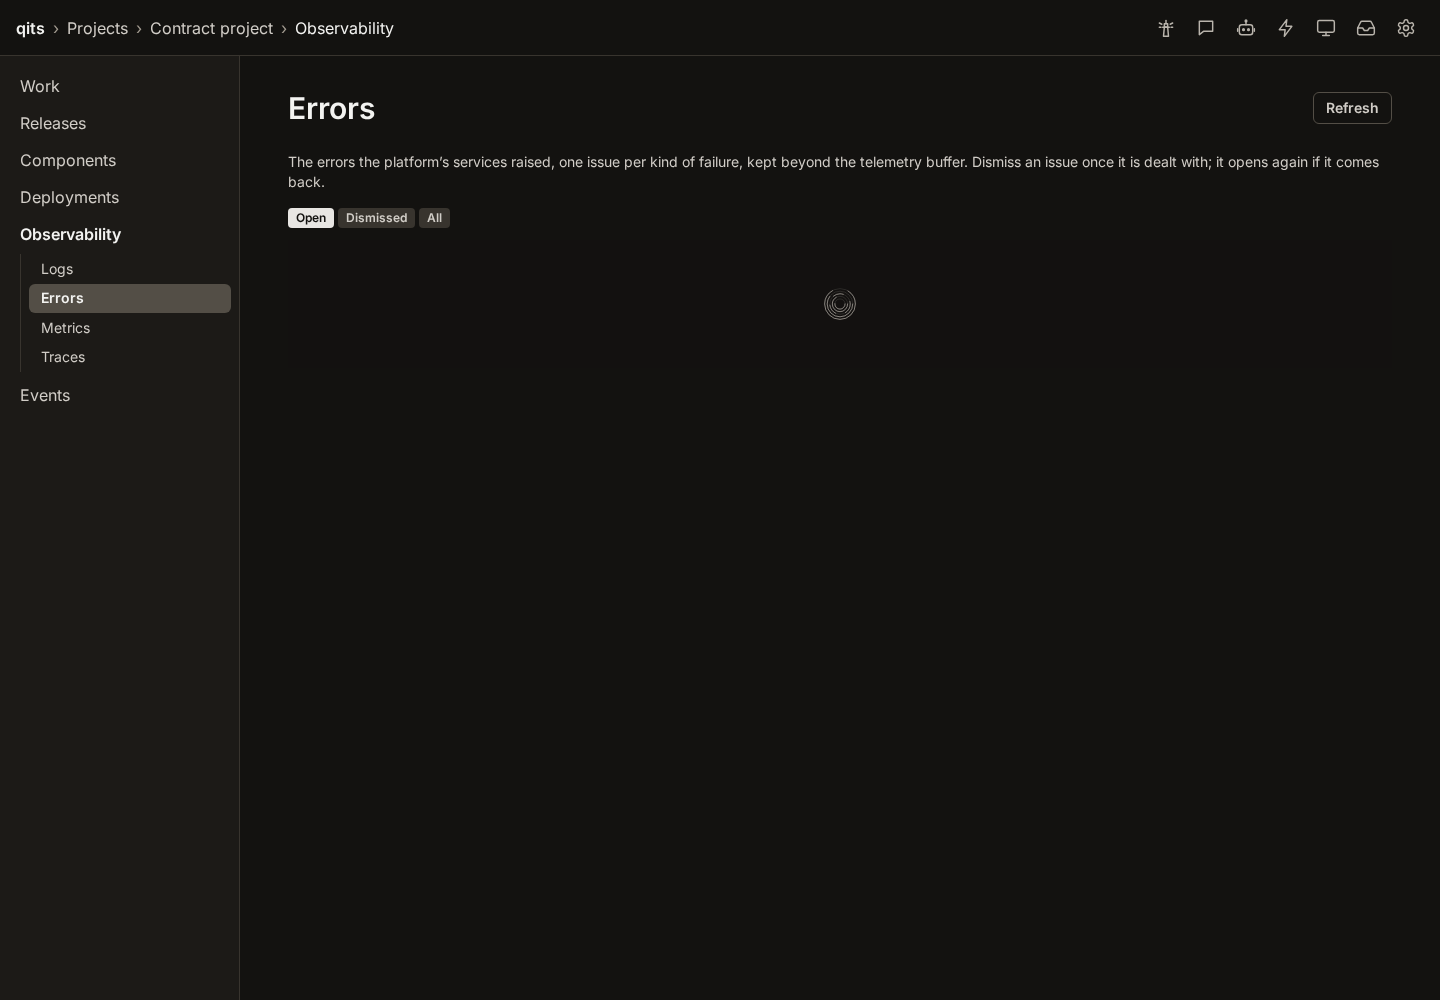 qits › Projects › Contract project › Observability
Work
Releases
Components
Deployments
Observability
Logs
Errors
Metrics
Traces
Events
Errors
Refresh
The errors the platform’s services raised, one issue per kind of failure, kept beyond the telemetry buffer. Dismiss an issue once it is dealt with; it opens again if it comes
back.
Open Dismissed All